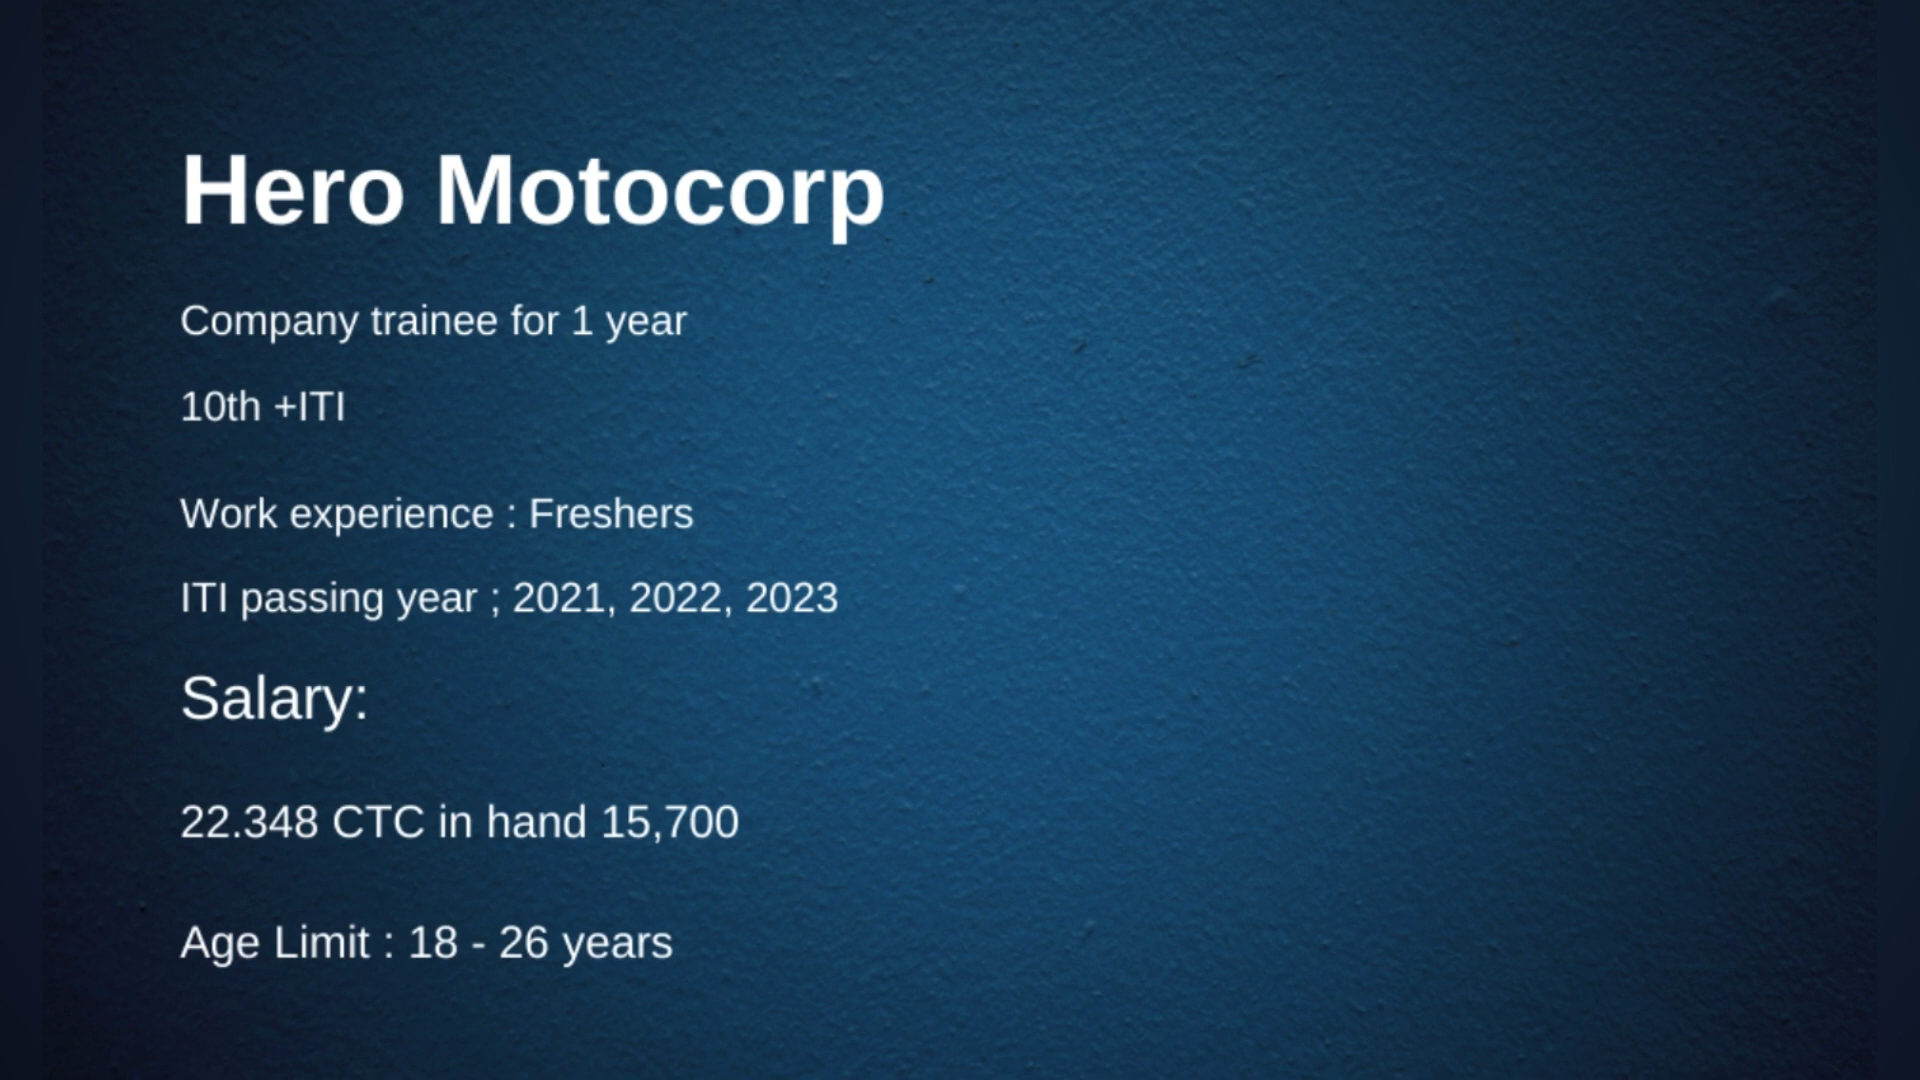 Hero Motocorp
Company trainee for 1 year
10th +ITI
Work experience : Freshers
ITI passing year ; 2021, 2022, 2023
Salary:
22.348 CTC in hand 15,700
Age Limit : 18 - 26 years